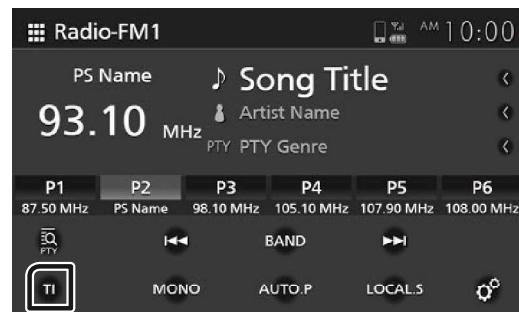 Radio-FM1
AM 10:00
PS Name
Song Title
93.10 MHz
Artist Name
PTY PTY Genre
P1 P2 P3 P4 P5 P6
87.50 MHz PS Name 98.10 MHz 105.10 MHz 107.90 MHz 108.00 MHz
PTY BAND
TI MONO AUTO.P LOCAL.S